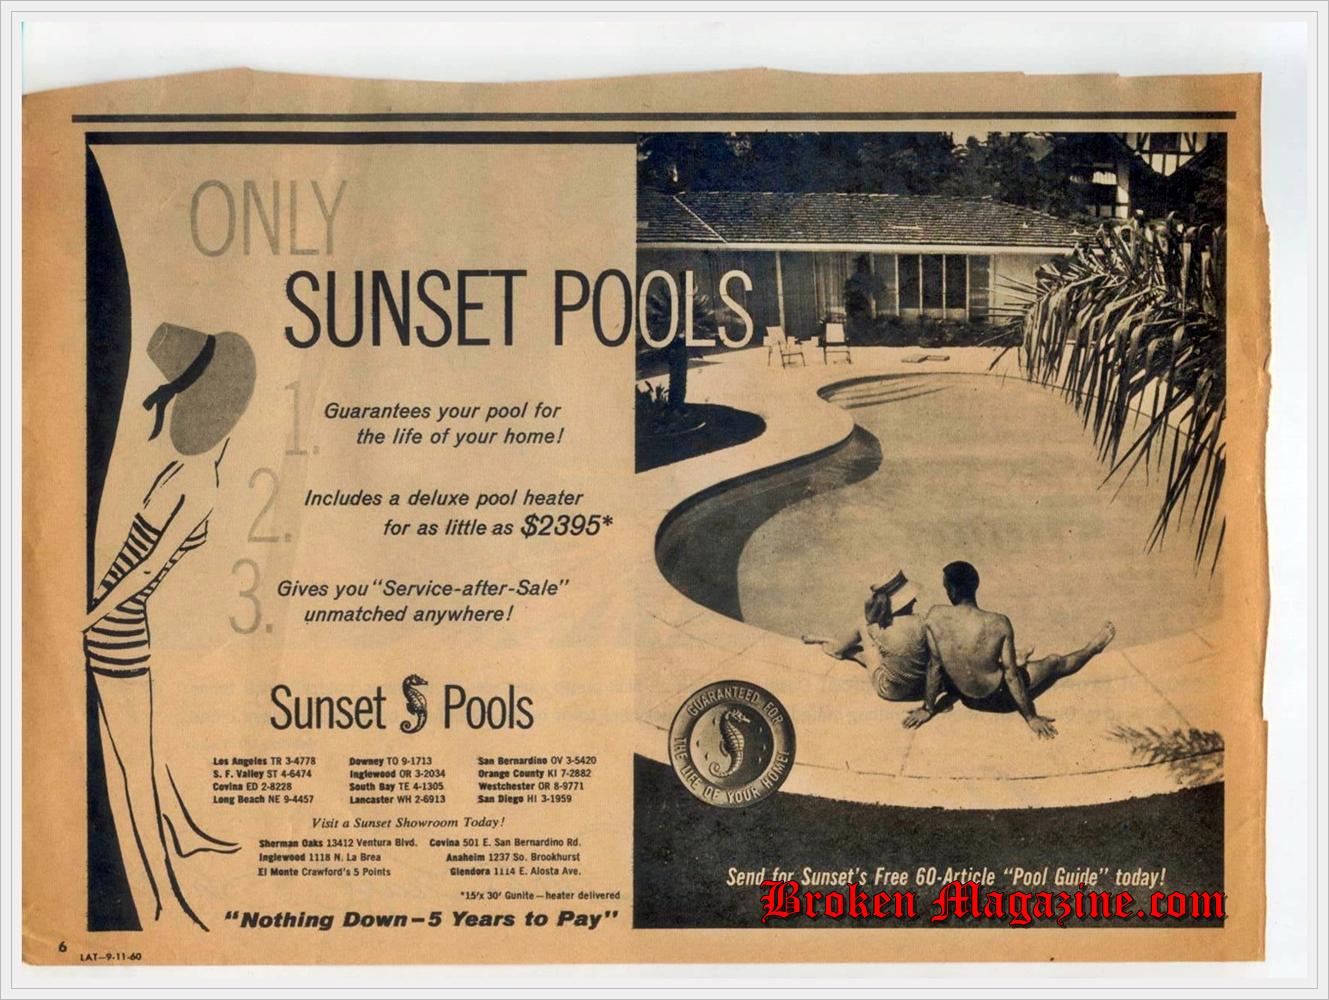 ONLY
SUNSET POOLS
1. Guarantees your pool for
the life of your home!
2. Includes a deluxe pool heater
for as little as $2395*
3. Gives you "Service-after-Sale"
unmatched anywhere!
Sunset Pools
Los Angeles TR 3-4778 Downey TO 9-1713 San Bernardino OV 3-5420
S. F. Valley ST 4-6474 Inglewood OR 3-2034 Orange County KI 7-2882
Covina ED 2-8228 South Bay TE 4-1305 Westchester OR 8-9771
Long Beach NE 9-4457 Lancaster WH 2-6913 San Diego HI 3-1959
Visit a Sunset Showroom Today!
Sherman Oaks 13412 Ventura Blvd. Covina 501 E. San Bernardino Rd.
Inglewood 1118 N. La Brea Anaheim 1237 So. Brookhurst
El Monte Crawford's 5 Points Glendora 1114 E. Alosta Ave.
*15'x 30' Gunite—heater delivered
"Nothing Down—5 Years to Pay"
GUARANTEED FOR THE LIFE OF YOUR HOME!
Send for Sunset's Free 60-Article "Pool Guide" today!
Broken Magazine.com
6
LAT—9-11-60